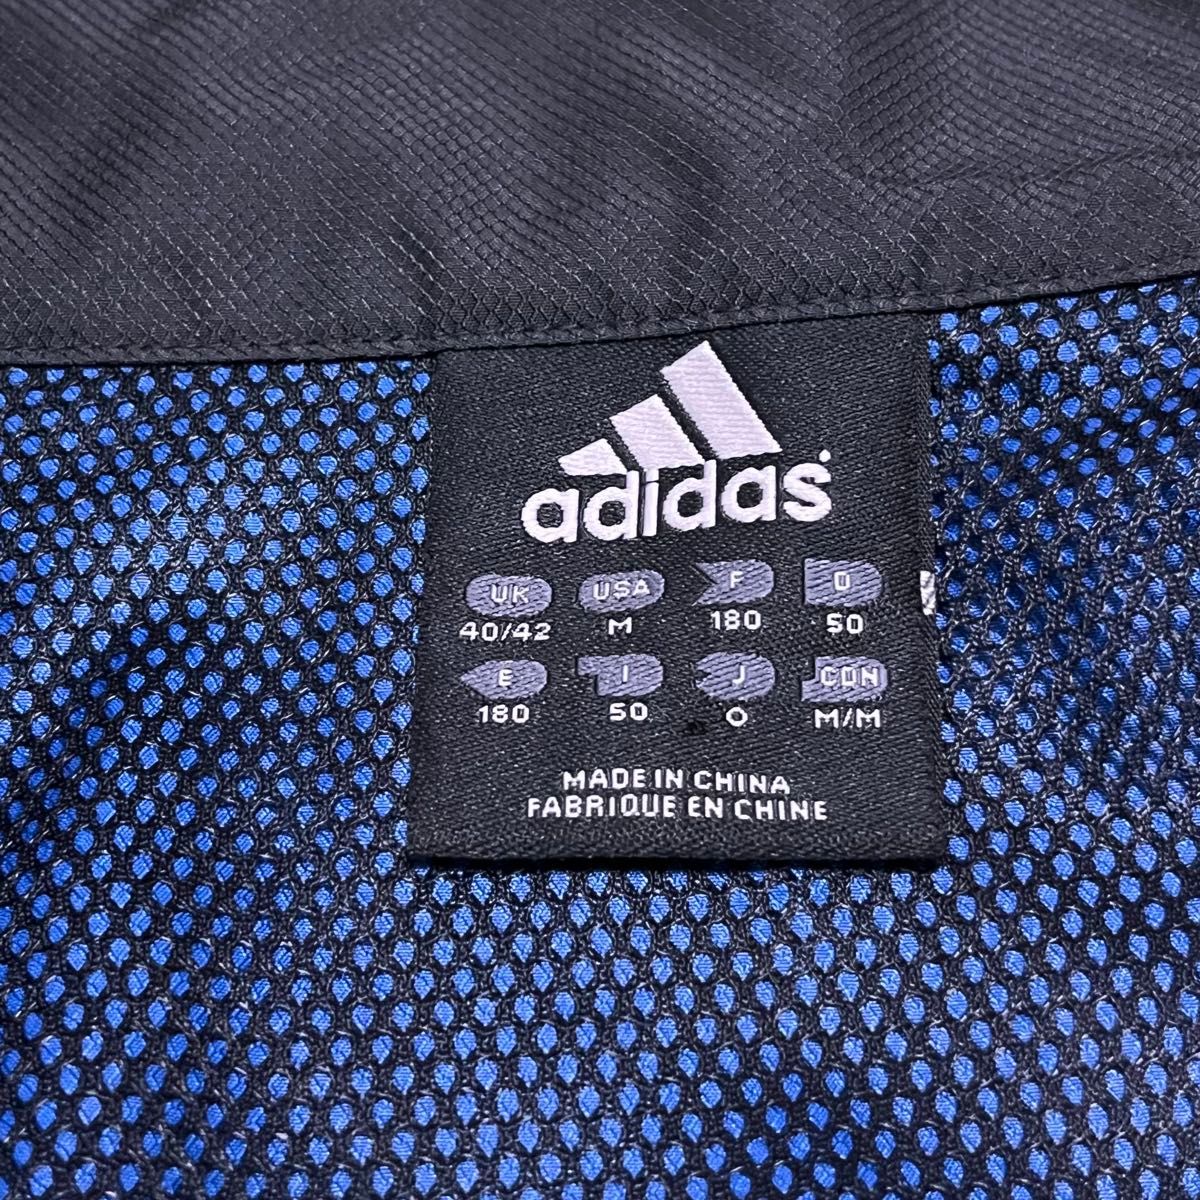 adidas
UK USA F D
40/42 M 180 50
E I J CDN
180 50 O M/M
MADE IN CHINA
FABRIQUE EN CHINE